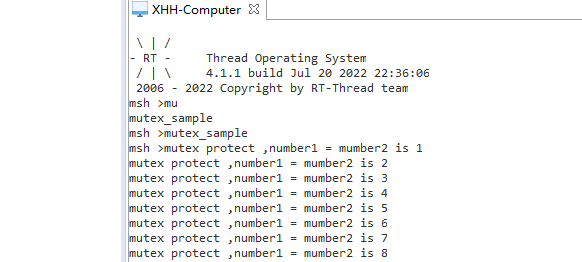 XHH-Computer
\ | /
- RT -     Thread Operating System
/ | \     4.1.1 build Jul 20 2022 22:36:06
2006 - 2022 Copyright by RT-Thread team
msh >mu
mutex_sample
msh >mutex_sample
msh >mutex protect ,number1 = mumber2 is 1
mutex protect ,number1 = mumber2 is 2
mutex protect ,number1 = mumber2 is 3
mutex protect ,number1 = mumber2 is 4
mutex protect ,number1 = mumber2 is 5
mutex protect ,number1 = mumber2 is 6
mutex protect ,number1 = mumber2 is 7
mutex protect ,number1 = mumber2 is 8